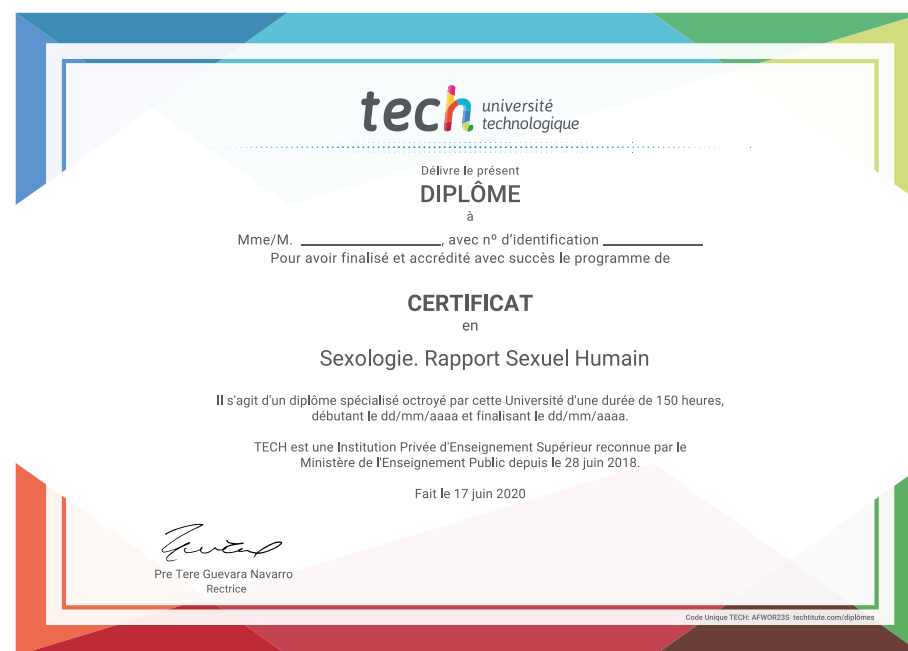 tech université
technologique
Délivre le présent
DIPLÔME
à
Mme/M. ____________________, avec nº d'identification ______________
Pour avoir finalisé et accrédité avec succès le programme de
CERTIFICAT
en
Sexologie. Rapport Sexuel Humain
Il s'agit d'un diplôme spécialisé octroyé par cette Université d'une durée de 150 heures,
débutant le dd/mm/aaaa et finalisant le dd/mm/aaaa.
TECH est une Institution Privée d'Enseignement Supérieur reconnue par le
Ministère de l'Enseignement Public depuis le 28 juin 2018.
Fait le 17 juin 2020
Pre Tere Guevara Navarro
Rectrice
Code Unique TECH: AFWOR23S techtitute.com/diplômes